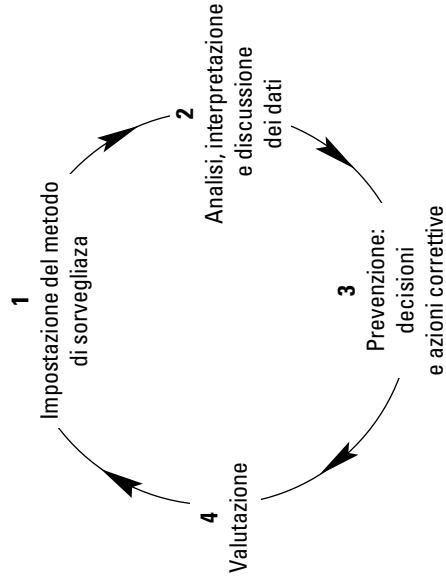 1
Impostazione del metodo
di sorvegliaza
2
Analisi, interpretazione
e discussione
dei dati
3
Prevenzione:
decisioni
e azioni correttive
4
Valutazione